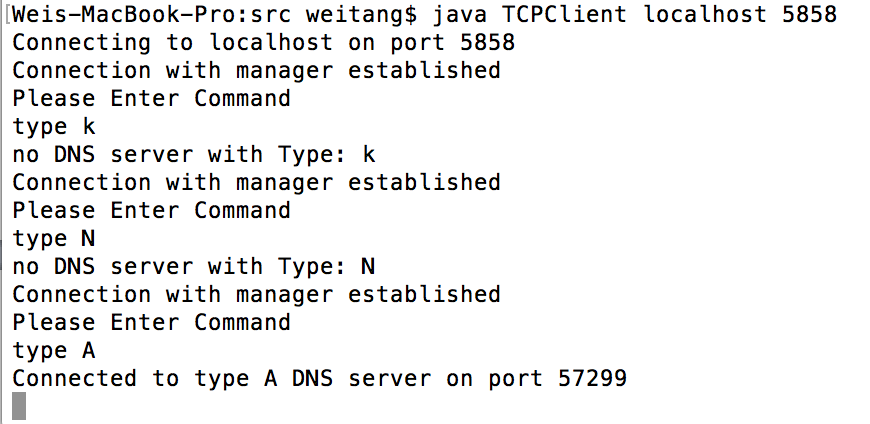 [Weis-MacBook-Pro:src weitang$ java TCPClient localhost 5858
Connecting to localhost on port 5858
Connection with manager established
Please Enter Command
type k
no DNS server with Type: k
Connection with manager established
Please Enter Command
type N
no DNS server with Type: N
Connection with manager established
Please Enter Command
type A
Connected to type A DNS server on port 57299